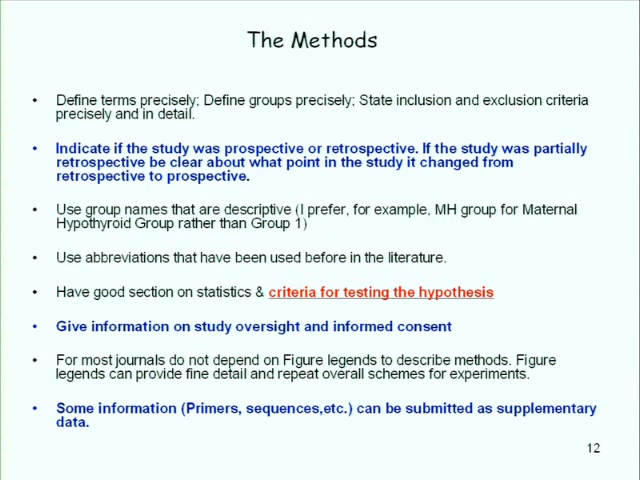 The Methods
• Define terms precisely; Define groups precisely; State inclusion and exclusion criteria
precisely and in detail.
• Indicate if the study was prospective or retrospective. If the study was partially
retrospective be clear about what point in the study it changed from
retrospective to prospective.
• Use group names that are descriptive (I prefer, for example, MH group for Maternal
Hypothyroid Group rather than Group 1)
• Use abbreviations that have been used before in the literature.
• Have good section on statistics & criteria for testing the hypothesis
• Give information on study oversight and informed consent
• For most journals do not depend on Figure legends to describe methods. Figure
legends can provide fine detail and repeat overall schemes for experiments.
• Some information (Primers, sequences,etc.) can be submitted as supplementary
data.
12